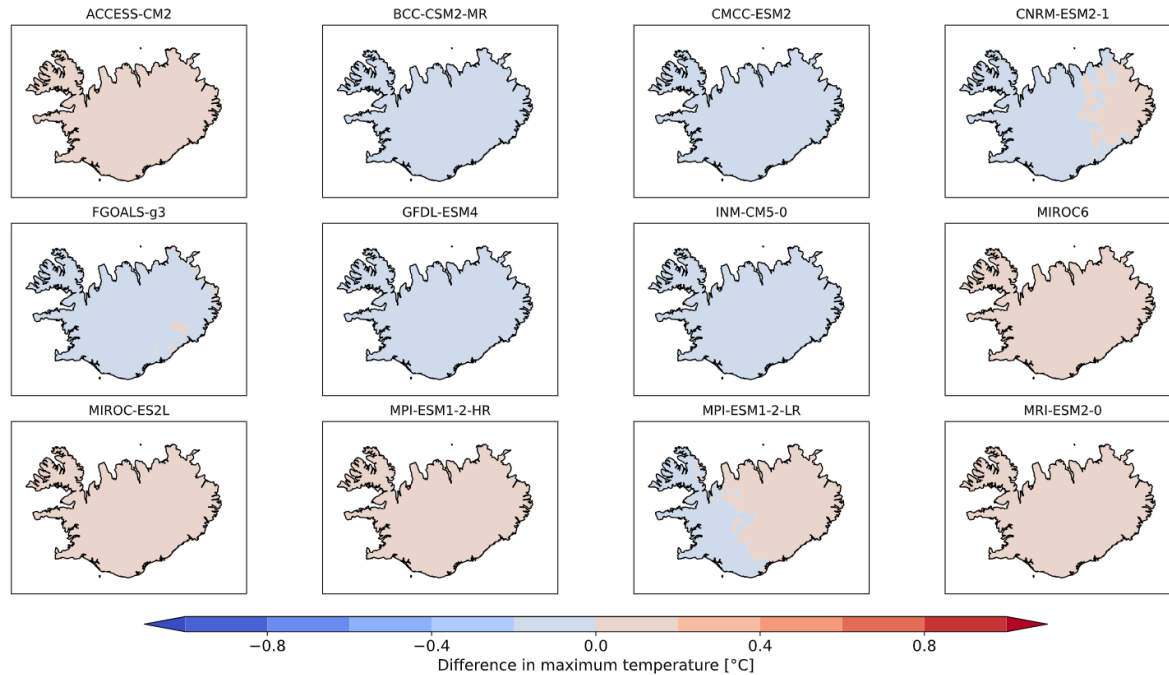 ACCESS-CM2
BCC-CSM2-MR
CMCC-ESM2
CNRM-ESM2-1
FGOALS-g3
GFDL-ESM4
INM-CM5-0
MIROC6
MIROC-ES2L
MPI-ESM1-2-HR
MPI-ESM1-2-LR
MRI-ESM2-0
−0.8 −0.4 0.0 0.4 0.8
Difference in maximum temperature [°C]